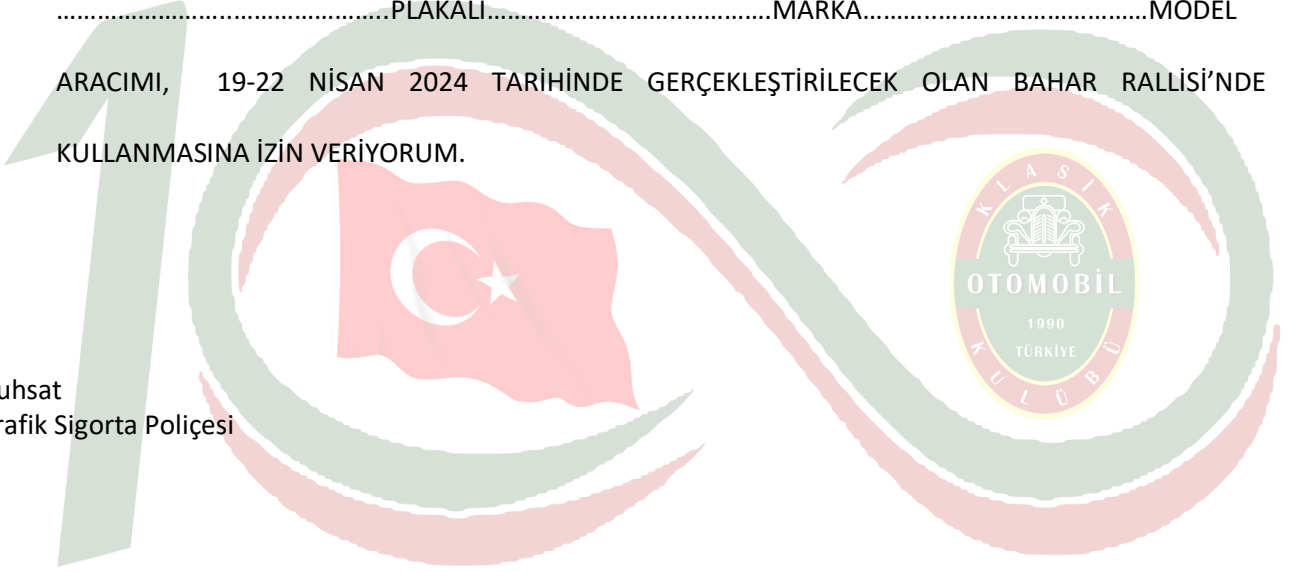 ……………………..…………………..PLAKALI……………………..………….MARKA………..……………..……………MODEL
ARACIMI, 19-22 NİSAN 2024 TARİHİNDE GERÇEKLEŞTİRİLECEK OLAN BAHAR RALLİSİ’NDE
KULLANMASINA İZİN VERİYORUM.
KLASİK
OTOMOBİL
1990
TÜRKİYE
KULÜBÜ
uhsat
rafik Sigorta Poliçesi
100